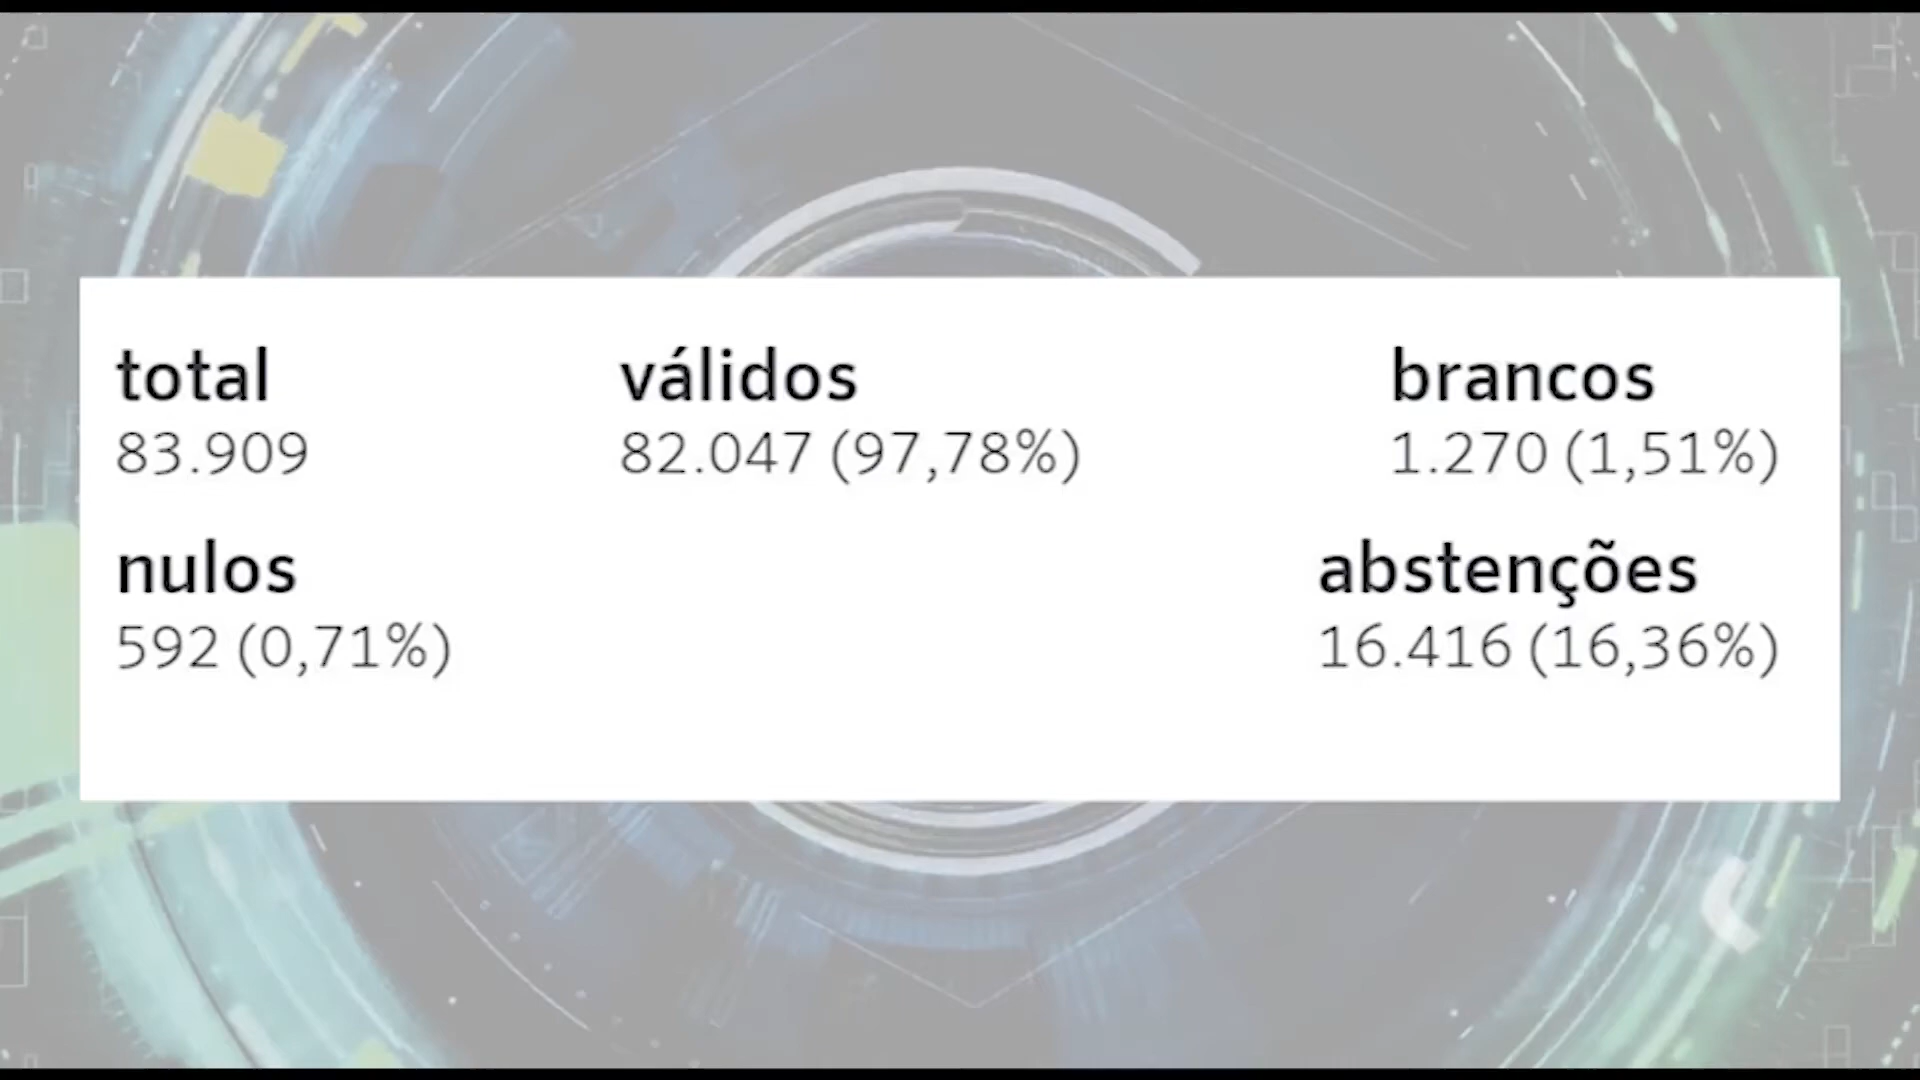 total válidos brancos
83.909 82.047 (97,78%) 1.270 (1,51%)
nulos abstenções
592 (0,71%) 16.416 (16,36%)